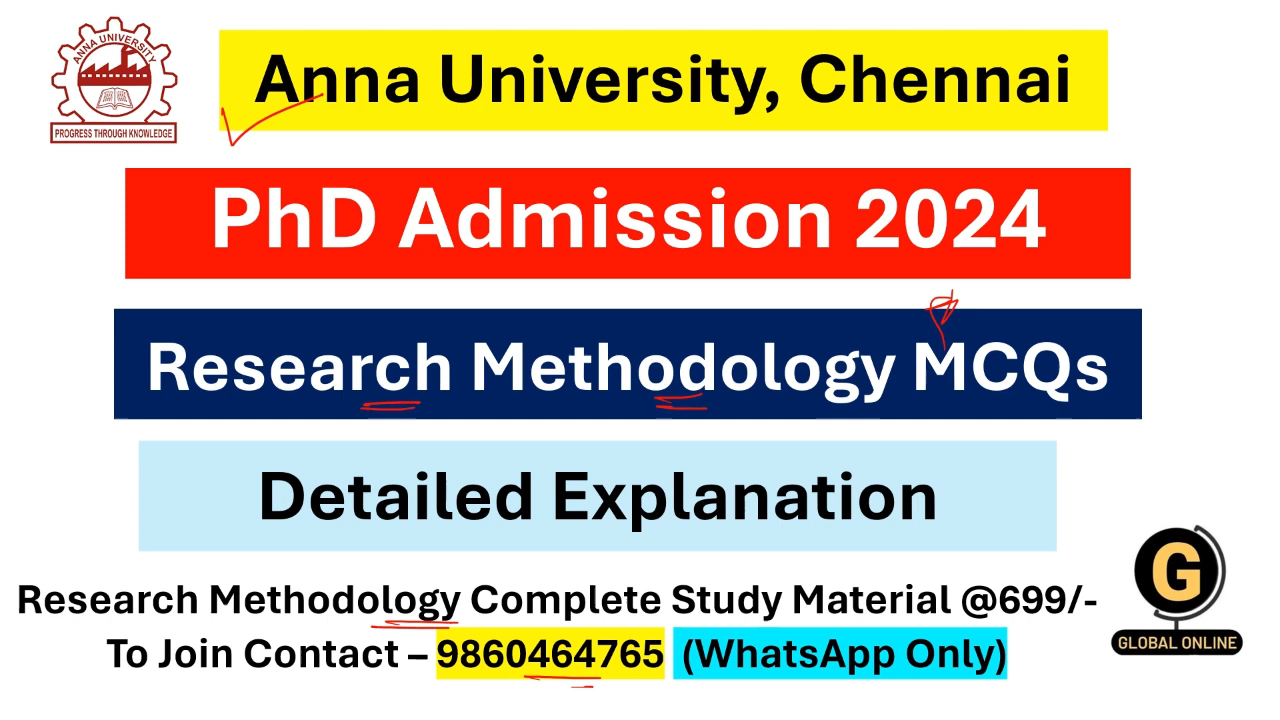 ANNA UNIVERSITY
PROGRESS THROUGH KNOWLEDGE
Anna University, Chennai
PhD Admission 2024
Research Methodology MCQs
Detailed Explanation
Research Methodology Complete Study Material @699/-
To Join Contact – 9860464765 (WhatsApp Only)
G
GLOBAL ONLINE